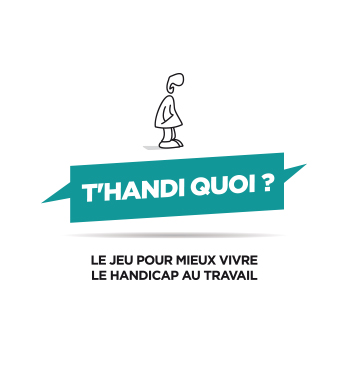 T'HANDI QUOI ?
LE JEU POUR MIEUX VIVRE
LE HANDICAP AU TRAVAIL